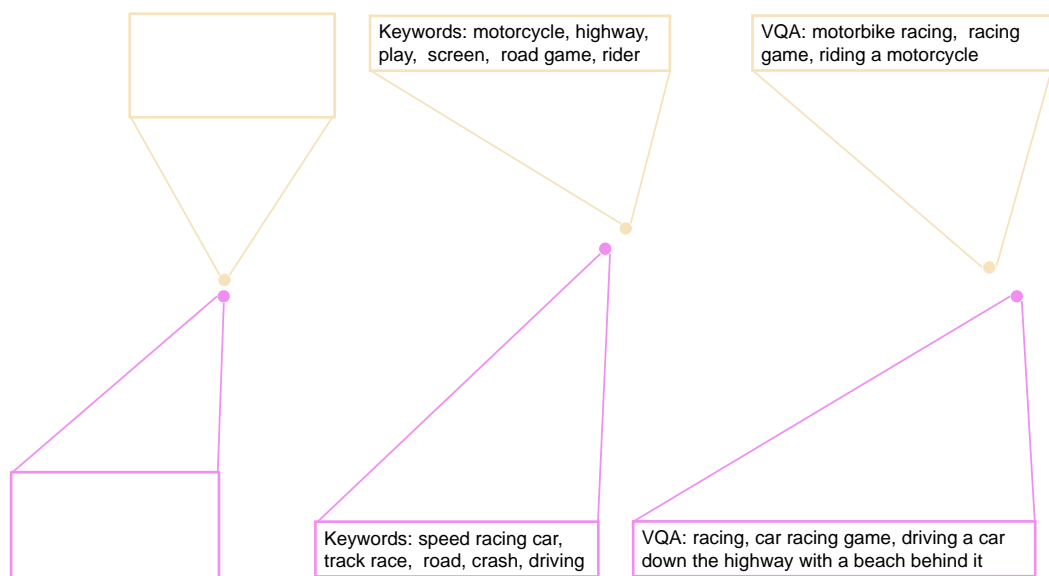 Keywords: motorcycle, highway,
play,  screen,  road game, rider
VQA: motorbike racing,  racing
game, riding a motorcycle
Keywords: speed racing car,
track race,  road, crash, driving
VQA: racing, car racing game, driving a car
down the highway with a beach behind it